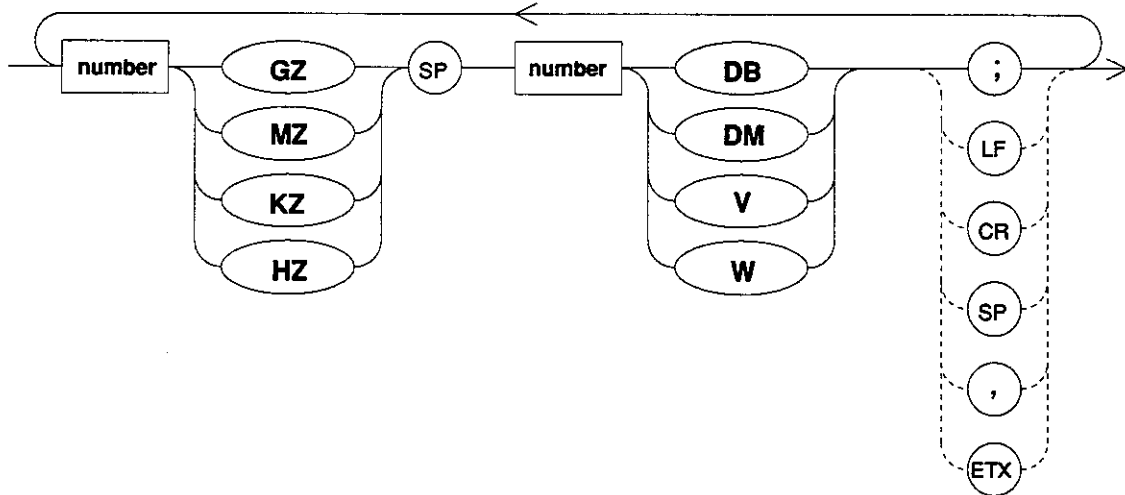 number GZ SP number DB ;
MZ DM LF
KZ V CR
HZ W SP
,
ETX